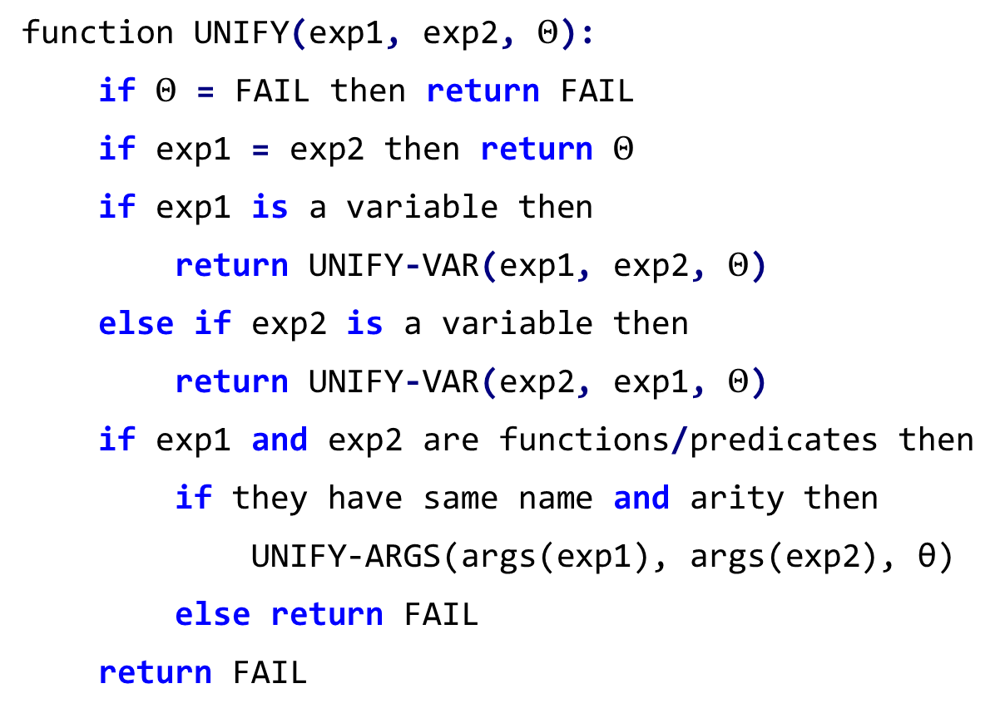 function UNIFY(exp1, exp2, Θ):
    if Θ = FAIL then return FAIL
    if exp1 = exp2 then return Θ
    if exp1 is a variable then
        return UNIFY-VAR(exp1, exp2, Θ)
    else if exp2 is a variable then
        return UNIFY-VAR(exp2, exp1, Θ)
    if exp1 and exp2 are functions/predicates then
        if they have same name and arity then
            UNIFY-ARGS(args(exp1), args(exp2), θ)
        else return FAIL
    return FAIL